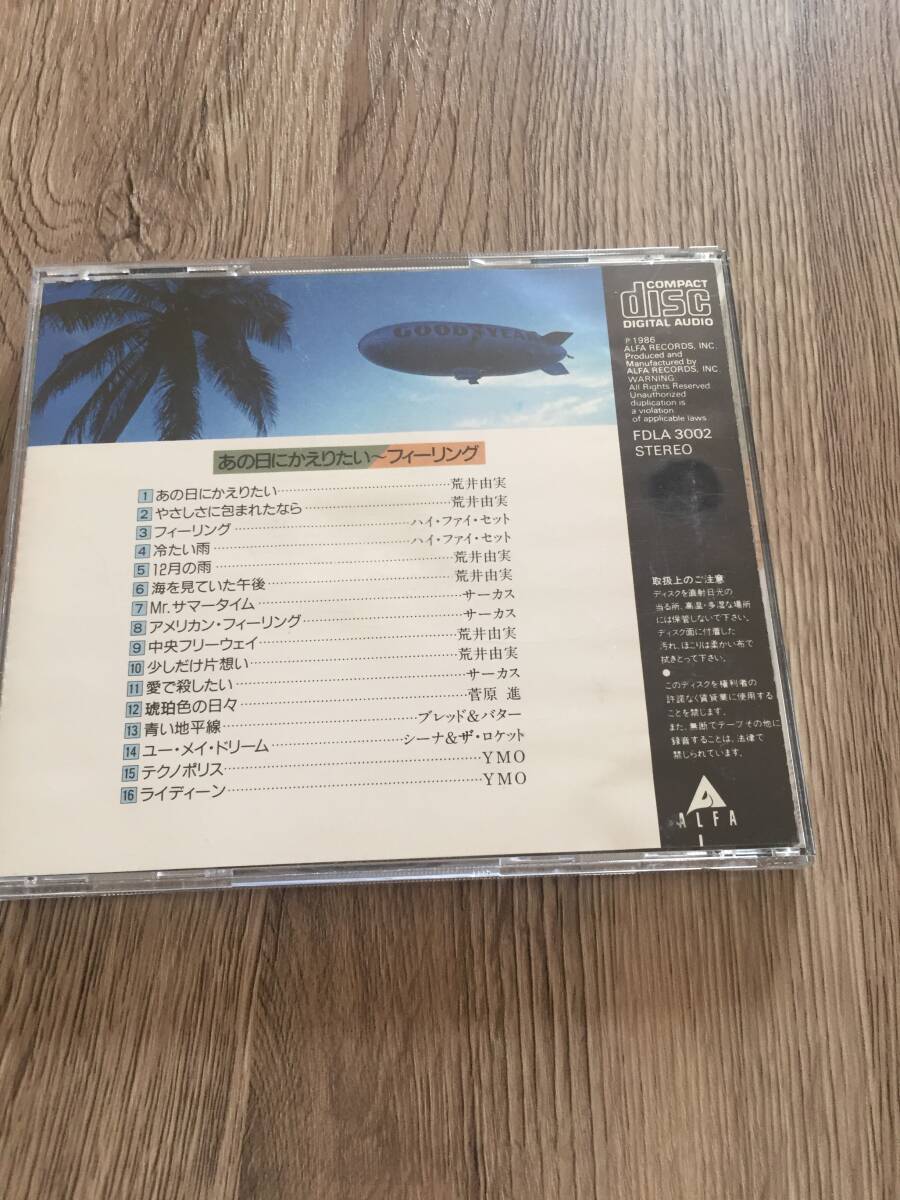 GOODYEAR
あの日にかえりたい〜フィーリング
1 あの日にかえりたい 荒井由実
2 やさしさに包まれたなら 荒井由実
3 フィーリング ハイ・ファイ・セット
4 冷たい雨 ハイ・ファイ・セット
5 12月の雨 荒井由実
6 海を見ていた午後 荒井由実
7 Mr.サマータイム サーカス
8 アメリカン・フィーリング サーカス
9 中央フリーウェイ 荒井由実
10 少しだけ片想い 荒井由実
11 愛で殺したい サーカス
12 琥珀色の日々 菅原 進
13 青い地平線 ブレッド&バター
14 ユー・メイ・ドリーム シーナ&ザ・ロケット
15 テクノポリス YMO
16 ライディーン YMO
COMPACT
disc
DIGITAL AUDIO
P 1986
ALFA RECORDS, INC.
Produced and
Manufactured by
ALFA RECORDS, INC
WARNING
All Rights Reserved
Unauthorized
duplication is
a violation
of applicable laws
FDLA 3002
STEREO
取扱上のご注意
ディスクを直射日光の
当る所、高温・多湿な場所
には保管しないで下さい。
ディスク面に付着した
汚れ、ほこりは柔かい布で
拭きとって下さい。
●
このディスクを権利者の
許諾なく賃貸業に使用する
ことを禁じます。
また、無断でテープその他に
録音することは、法律で
禁じられています。
ALFA